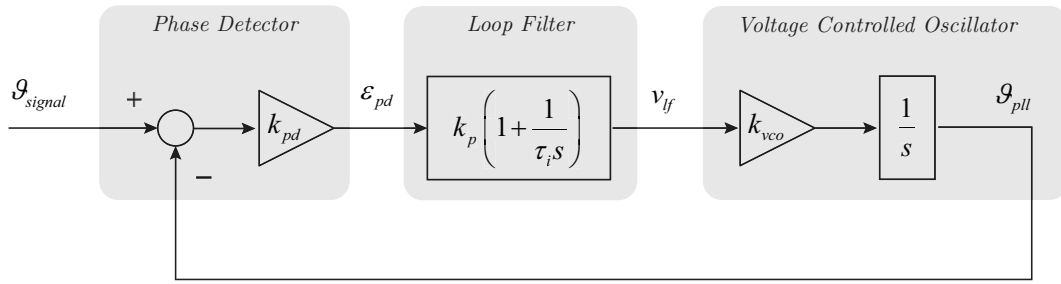 Phase Detector
Loop Filter
Voltage Controlled Oscillator
ϑ_signal
+
−
k_pd
ε_pd
k_p(1+1/(τ_i s))
v_lf
k_vco
1/s
ϑ_pll